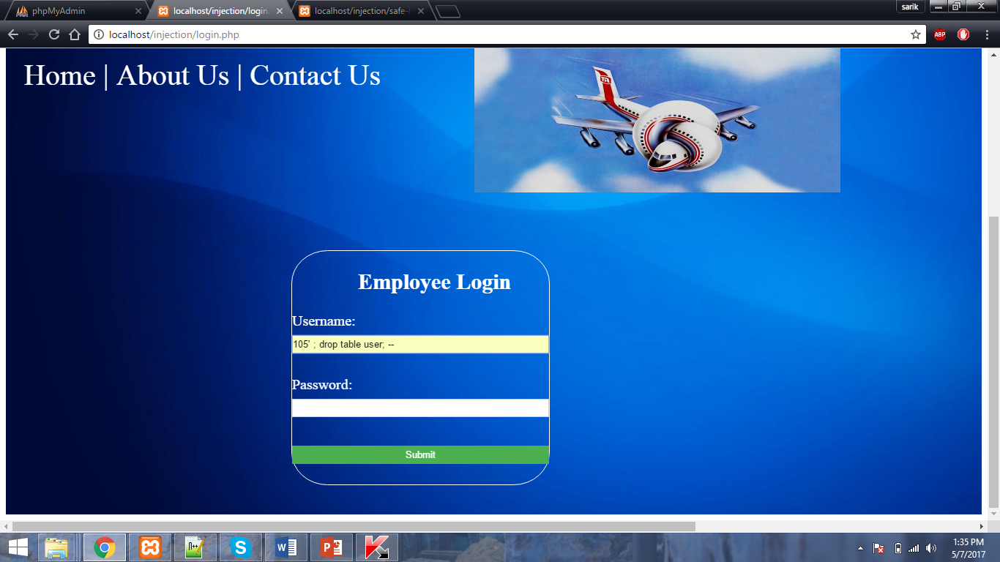 phpMyAdmin
localhost/injection/login.
localhost/injection/safe-
sarik
localhost/injection/login.php
ABP
Home | About Us | Contact Us
TA
Employee Login
Username:
105' ; drop table user; --
Password:
Submit
1:35 PM
5/7/2017